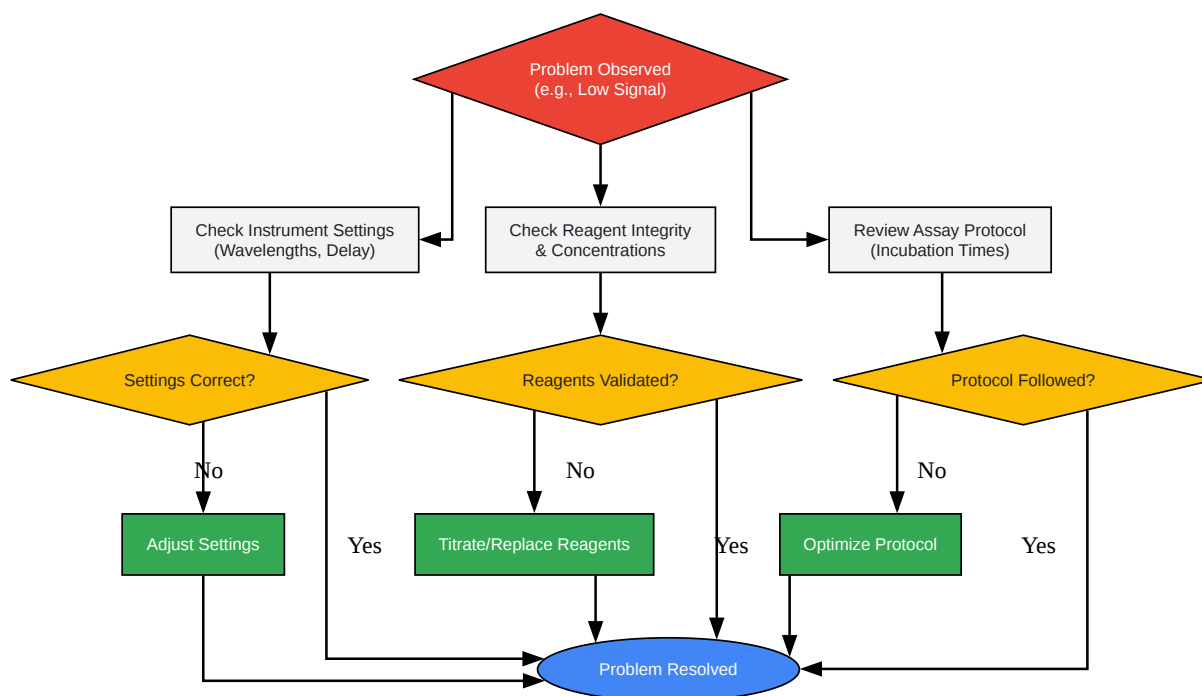 Problem Observed
(e.g., Low Signal)
Check Instrument Settings
(Wavelengths, Delay)
Check Reagent Integrity
& Concentrations
Review Assay Protocol
(Incubation Times)
Settings Correct?
Reagents Validated?
Protocol Followed?
No
No
No
Adjust Settings
Yes
Titrate/Replace Reagents
Yes
Optimize Protocol
Yes
Problem Resolved